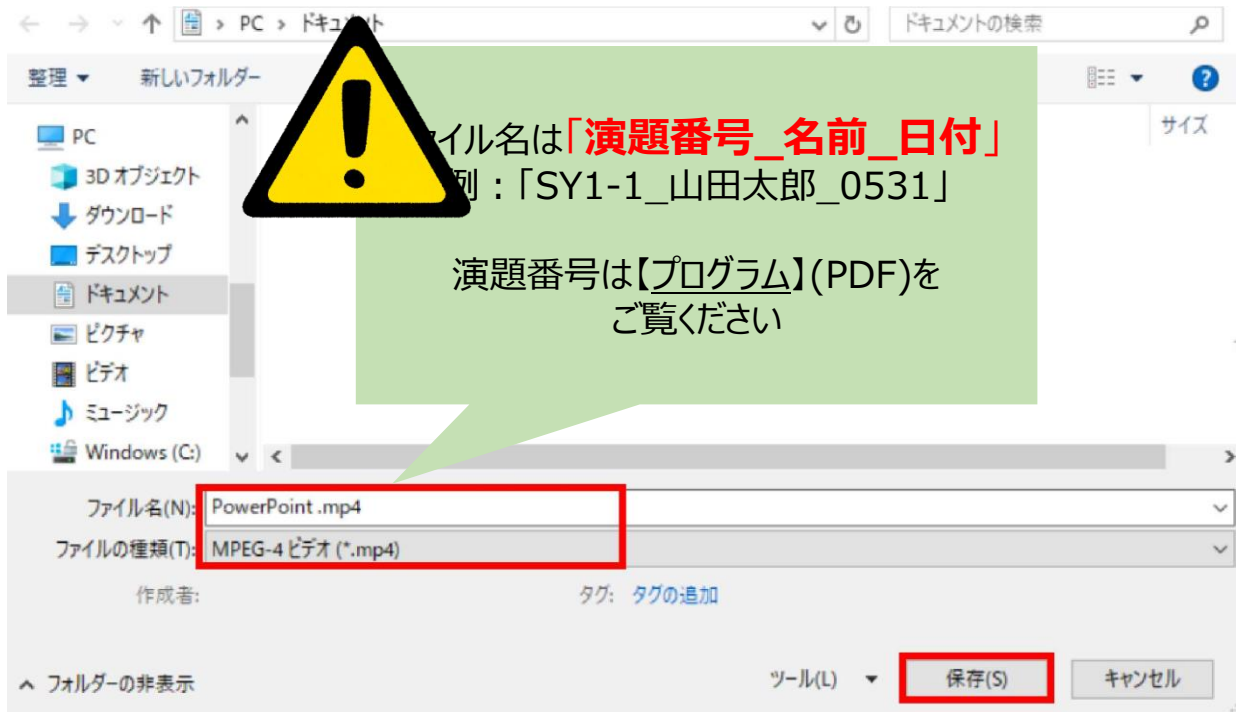 PC › ドキュメント
ドキュメントの検索
整理 新しいフォルダー
サイズ
PC
3D オブジェクト
ダウンロード
デスクトップ
ドキュメント
ピクチャ
ビデオ
ミュージック
Windows (C:)
イル名は「演題番号_名前_日付」
例：「SY1-1_山田太郎_0531」
演題番号は【プログラム】(PDF)を
ご覧ください
ファイル名(N): PowerPoint .mp4
ファイルの種類(T): MPEG-4 ビデオ (*.mp4)
作成者:
タグ: タグの追加
フォルダーの非表示
ツール(L)
保存(S)
キャンセル